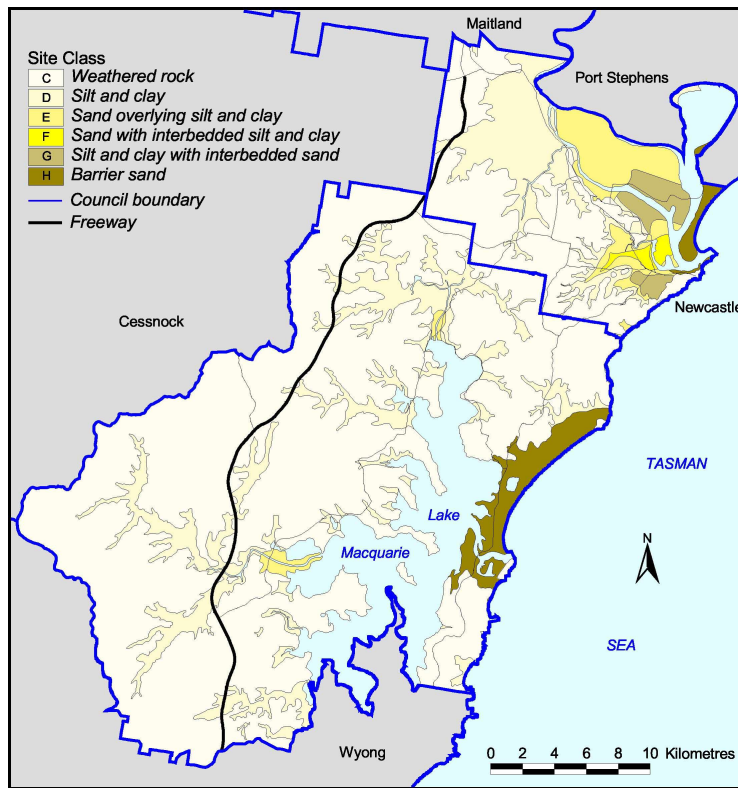 Maitland
Port Stephens
Site Class
C Weathered rock
D Silt and clay
E Sand overlying silt and clay
F Sand with interbedded silt and clay
G Silt and clay with interbedded sand
H Barrier sand
Council boundary
Freeway
Newcastle
Cessnock
TASMAN
Lake
Macquarie
N
SEA
Wyong
0 2 4 6 8 10 Kilometres